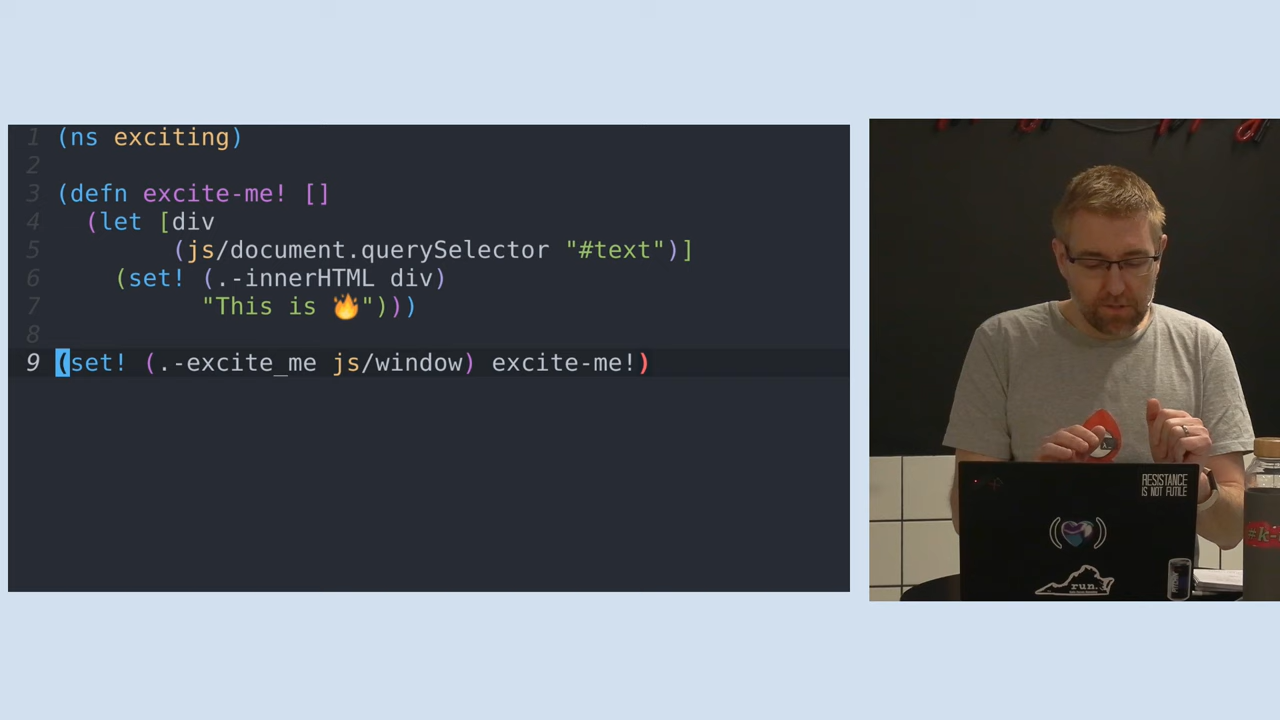 1 (ns exciting)
2
3 (defn excite-me! []
4 (let [div
5 (js/document.querySelector "#text")]
6 (set! (.-innerHTML div)
7 "This is 🔥")))
8
9 (set! (.-excite_me js/window) excite-me!)
RESISTANCE
IS NOT FUTILE
run.